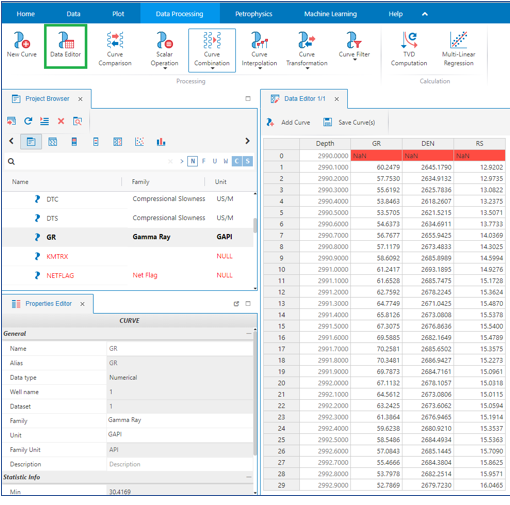 Home Data Plot Data Processing Petrophysics Machine Learning Help
New Curve Data Editor Curve Comparison Scalar Operation Curve Combination Curve Interpolation Curve Transformation Curve Filter TVD Computation Multi-Linear Regression
Processing Calculation
Project Browser
N F U W C S
Name Family Unit
DTC Compressional Slowness US/M
DTS Compressional Slowness US/M
GR Gamma Ray GAPI
KMTRX NULL
NETFLAG Net Flag NULL
Properties Editor
CURVE
General
Name GR
Alias GR
Data type Numerical
Well name 1
Dataset 1
Family Gamma Ray
Unit GAPI
Family Unit API
Description Description
Statistic Info
Min 30.4169
Data Editor 1/1
Add Curve Save Curve(s)
Depth GR DEN RS
0 2990.0000 NaN NaN NaN
1 2990.1000 60.2479 2645.1790 12.9202
2 2990.2000 57.7530 2634.9132 12.9735
3 2990.3000 55.6192 2625.7836 13.0822
4 2990.4000 53.8463 2618.2607 13.2375
5 2990.5000 53.5705 2621.5215 13.5071
6 2990.6000 54.6373 2634.6911 13.7733
7 2990.7000 56.7677 2655.9425 14.0369
8 2990.8000 57.1179 2673.4833 14.3025
9 2990.9000 58.6092 2685.8989 14.5994
10 2991.0000 61.2417 2693.1895 14.9276
11 2991.1000 61.6528 2685.7475 15.1728
12 2991.2000 62.7592 2678.2245 15.3624
13 2991.3000 64.7749 2671.0425 15.4870
14 2991.4000 65.8126 2673.0808 15.5378
15 2991.5000 67.3075 2676.8636 15.5400
16 2991.6000 69.5885 2682.1649 15.4789
17 2991.7000 70.2581 2685.6502 15.3575
18 2991.8000 70.3481 2686.9427 15.2273
19 2991.9000 69.7873 2684.7161 15.0961
20 2992.0000 67.1132 2678.1057 15.0318
21 2992.1000 64.5612 2673.0806 15.0115
22 2992.2000 63.2425 2673.6062 15.0594
23 2992.3000 61.3864 2676.9465 15.1914
24 2992.4000 59.6238 2680.9210 15.3537
25 2992.5000 58.5486 2684.4934 15.5363
26 2992.6000 57.0843 2685.1445 15.7090
27 2992.7000 55.4666 2684.3804 15.8625
28 2992.8000 53.7978 2682.2514 15.9571
29 2992.9000 52.7869 2679.7230 16.0465